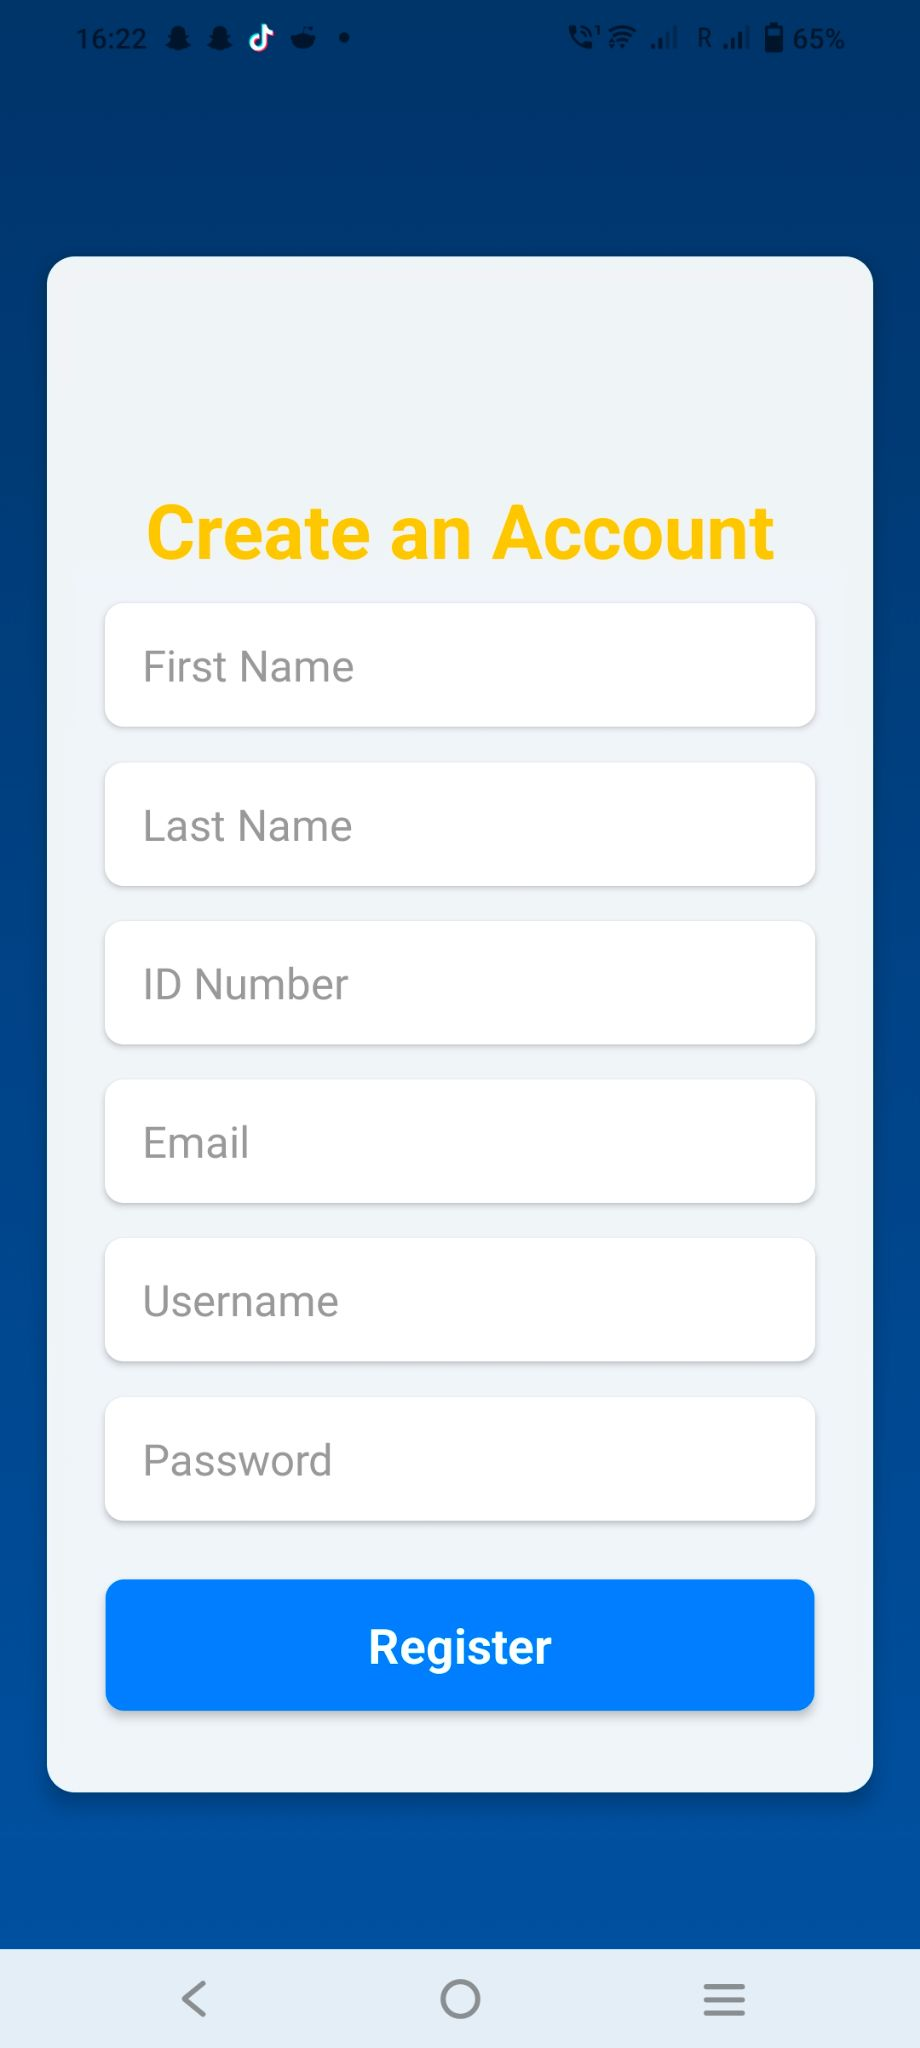 16:22 R 65%
Create an Account
First Name
Last Name
ID Number
Email
Username
Password
Register